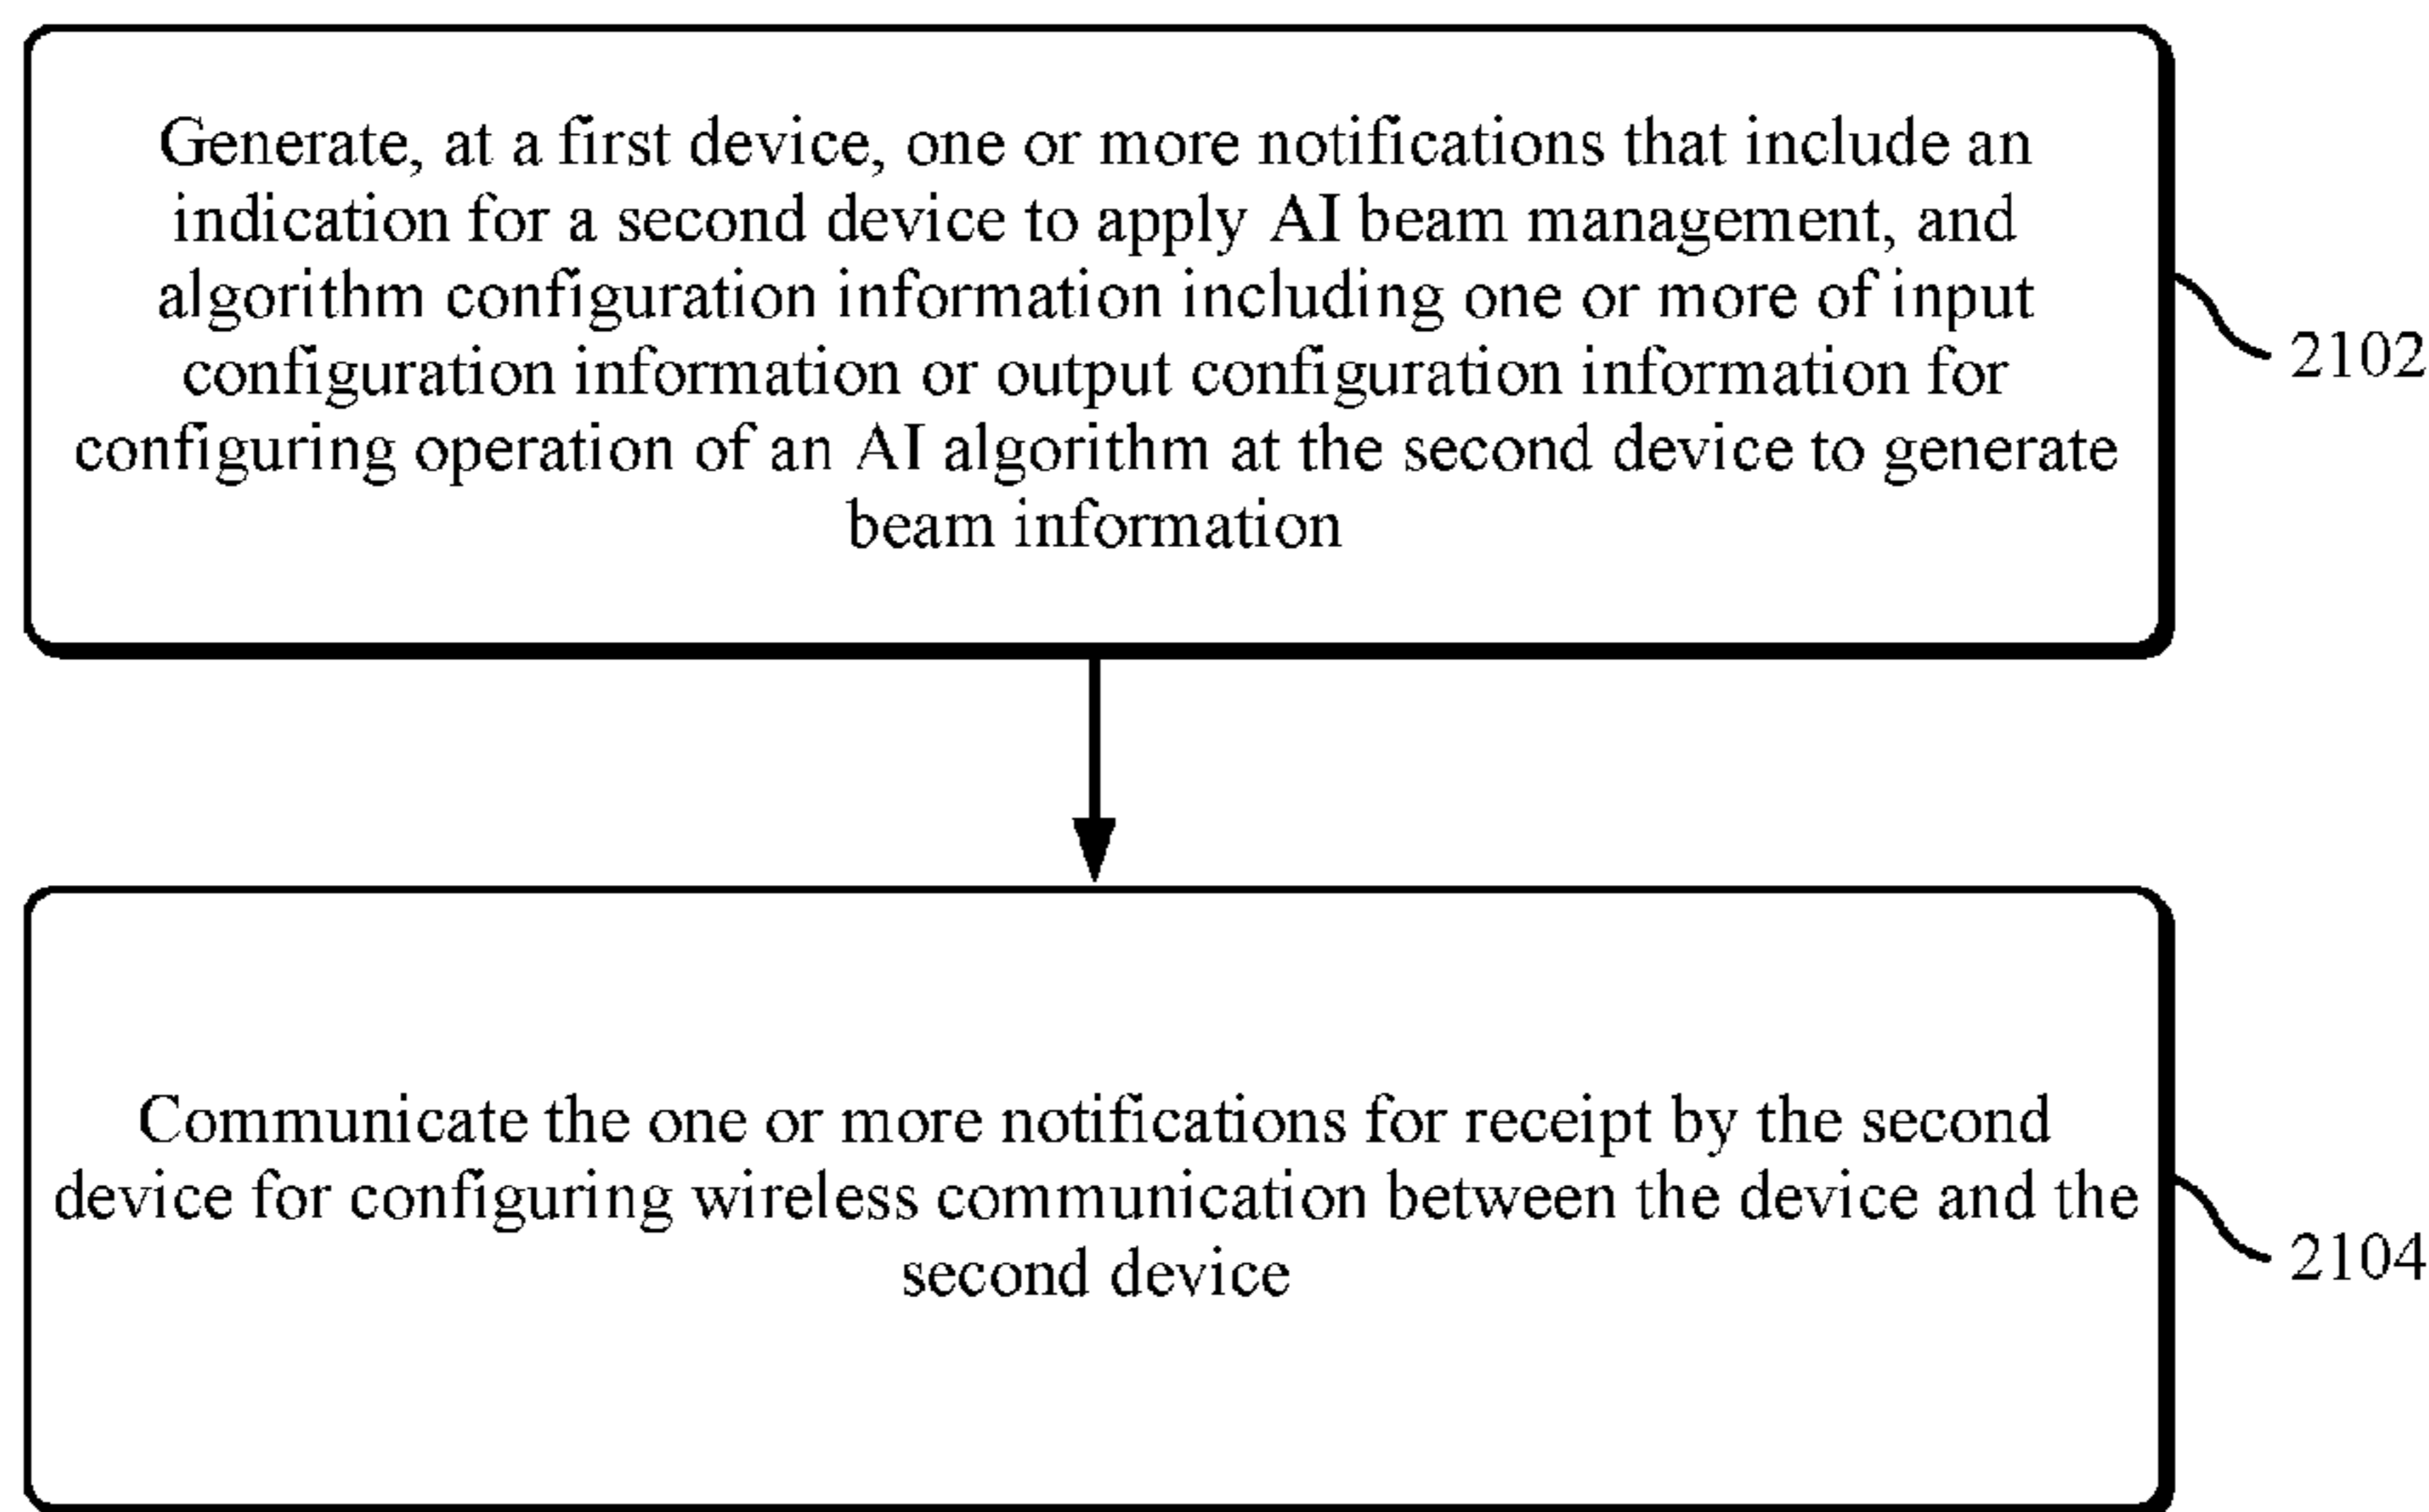 Generate, at a first device, one or more notifications that include an
indication for a second device to apply AI beam management, and
algorithm configuration information including one or more of input
configuration information or output configuration information for
configuring operation of an AI algorithm at the second device to generate
beam information
2102
Communicate the one or more notifications for receipt by the second
device for configuring wireless communication between the device and the
second device
2104